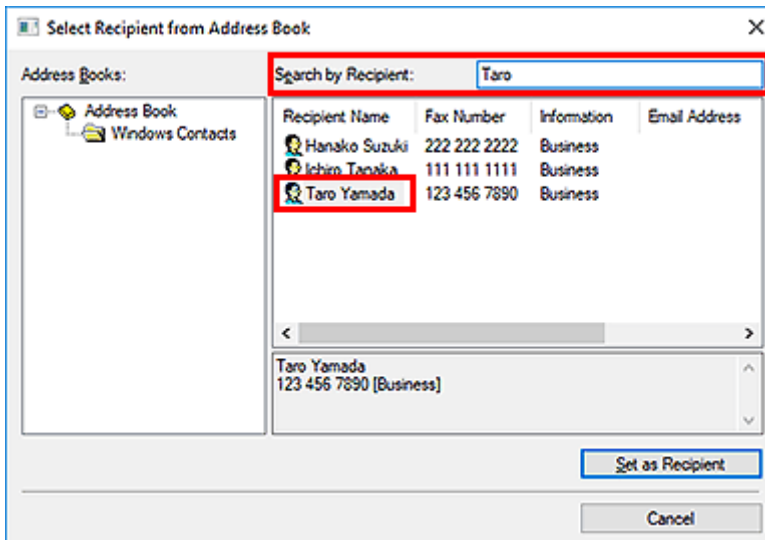 Select Recipient from Address Book
Address Books:
Search by Recipient: Taro
Address Book
Windows Contacts
Recipient Name Fax Number Information Email Address
Hanako Suzuki 222 222 2222 Business
Ichiro Tanaka 111 111 1111 Business
Taro Yamada 123 456 7890 Business
Taro Yamada
123 456 7890 [Business]
Set as Recipient
Cancel